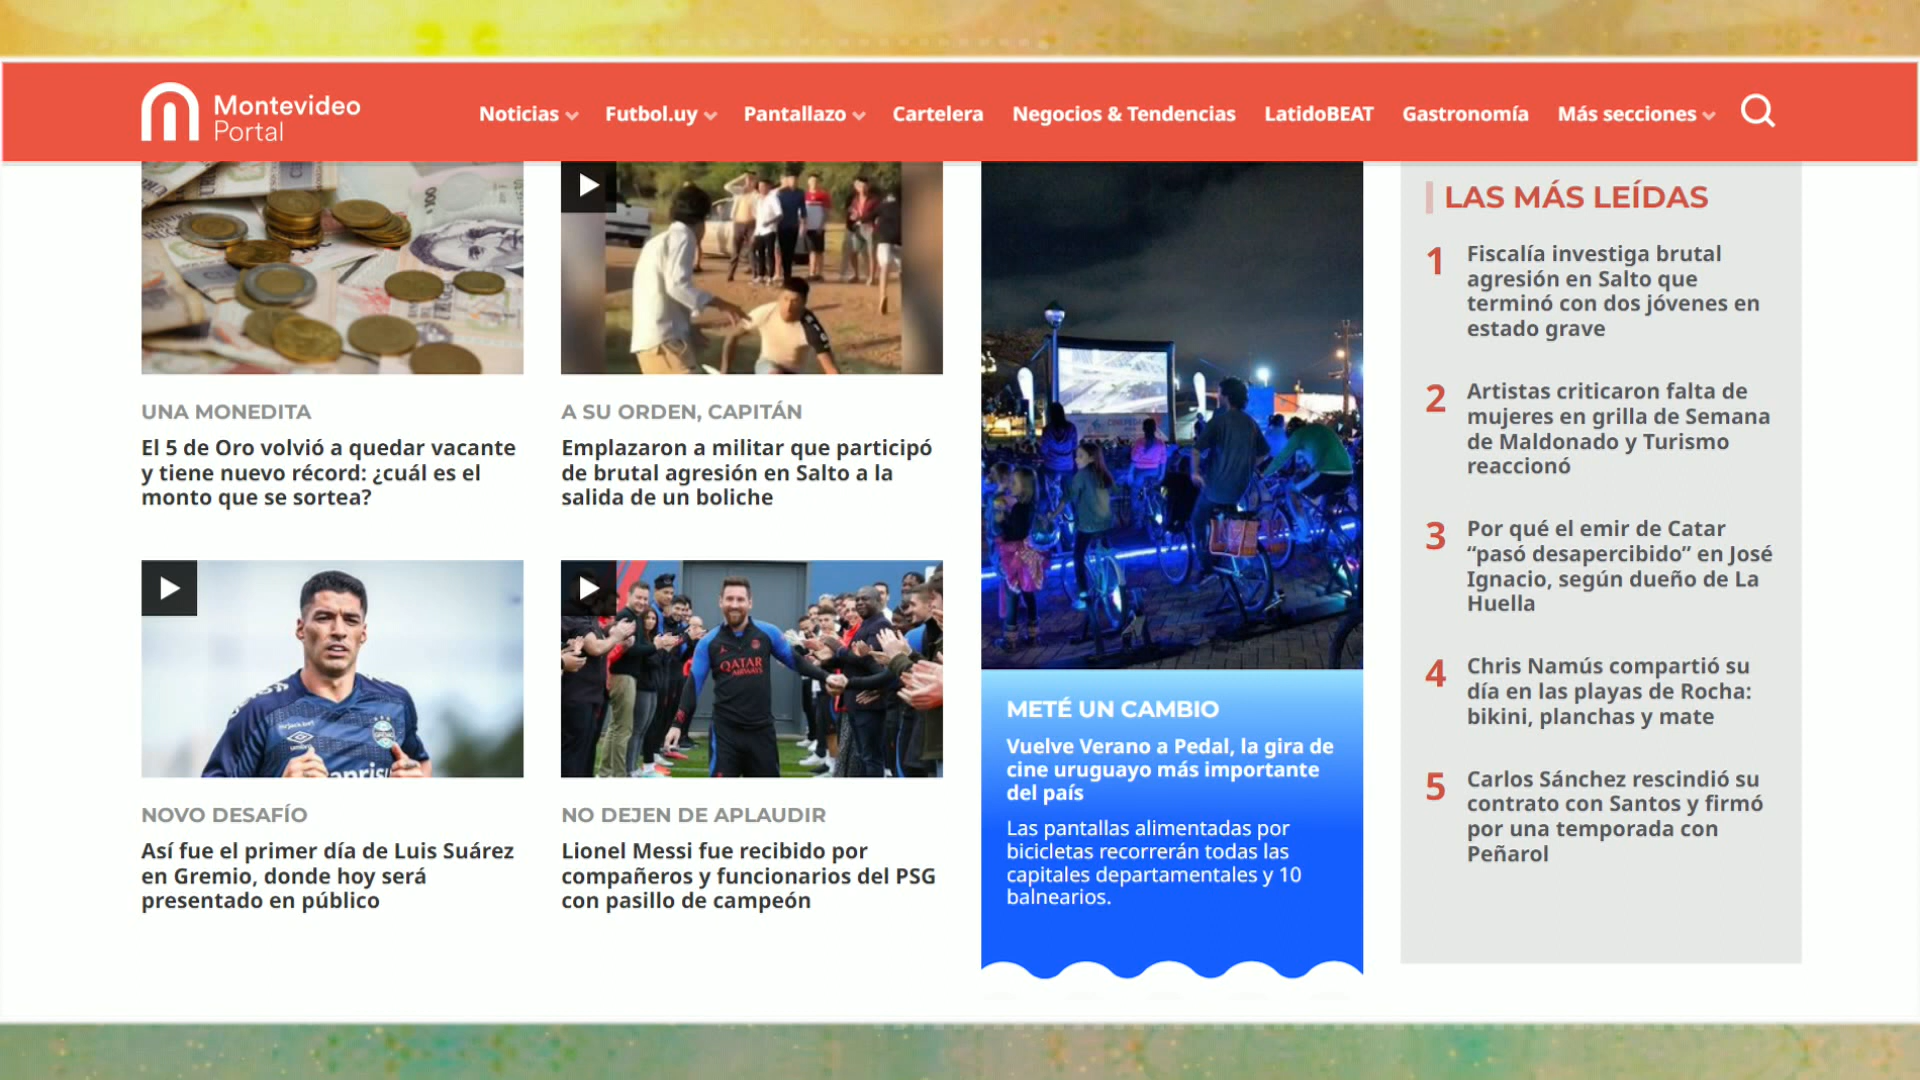 Montevideo
Portal
Noticias
Futbol.uy
Pantallazo
Cartelera
Negocios & Tendencias
LatidoBEAT
Gastronomía
Más secciones
UNA MONEDITA
El 5 de Oro volvió a quedar vacante
y tiene nuevo récord: ¿cuál es el
monto que se sortea?
A SU ORDEN, CAPITÁN
Emplazaron a militar que participó
de brutal agresión en Salto a la
salida de un boliche
NOVO DESAFÍO
Así fue el primer día de Luis Suárez
en Gremio, donde hoy será
presentado en público
QATAR
AIRWAYS
NO DEJEN DE APLAUDIR
Lionel Messi fue recibido por
compañeros y funcionarios del PSG
con pasillo de campeón
METÉ UN CAMBIO
Vuelve Verano a Pedal, la gira de
cine uruguayo más importante
del país
Las pantallas alimentadas por
bicicletas recorrerán todas las
capitales departamentales y 10
balnearios.
LAS MÁS LEÍDAS
1 Fiscalía investiga brutal
agresión en Salto que
terminó con dos jóvenes en
estado grave
2 Artistas criticaron falta de
mujeres en grilla de Semana
de Maldonado y Turismo
reaccionó
3 Por qué el emir de Catar
“pasó desapercibido” en José
Ignacio, según dueño de La
Huella
4 Chris Namús compartió su
día en las playas de Rocha:
bikini, planchas y mate
5 Carlos Sánchez rescindió su
contrato con Santos y firmó
por una temporada con
Peñarol